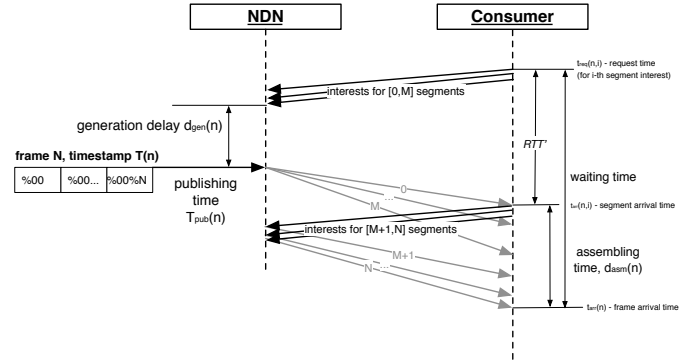 NDN
Consumer
treq(n,i) - request time
(for i-th segment interest)
interests for [0,M] segments
generation delay dgen(n)
RTT'
frame N, timestamp T(n)
%00 %00... %00%N
publishing
time
Tpub(n)
0
...
M
waiting time
tarr(n,i) - segment arrival time
interests for [M+1,N] segments
M+1
N ...
assembling
time, dasm(n)
tarr(n) - frame arrival time